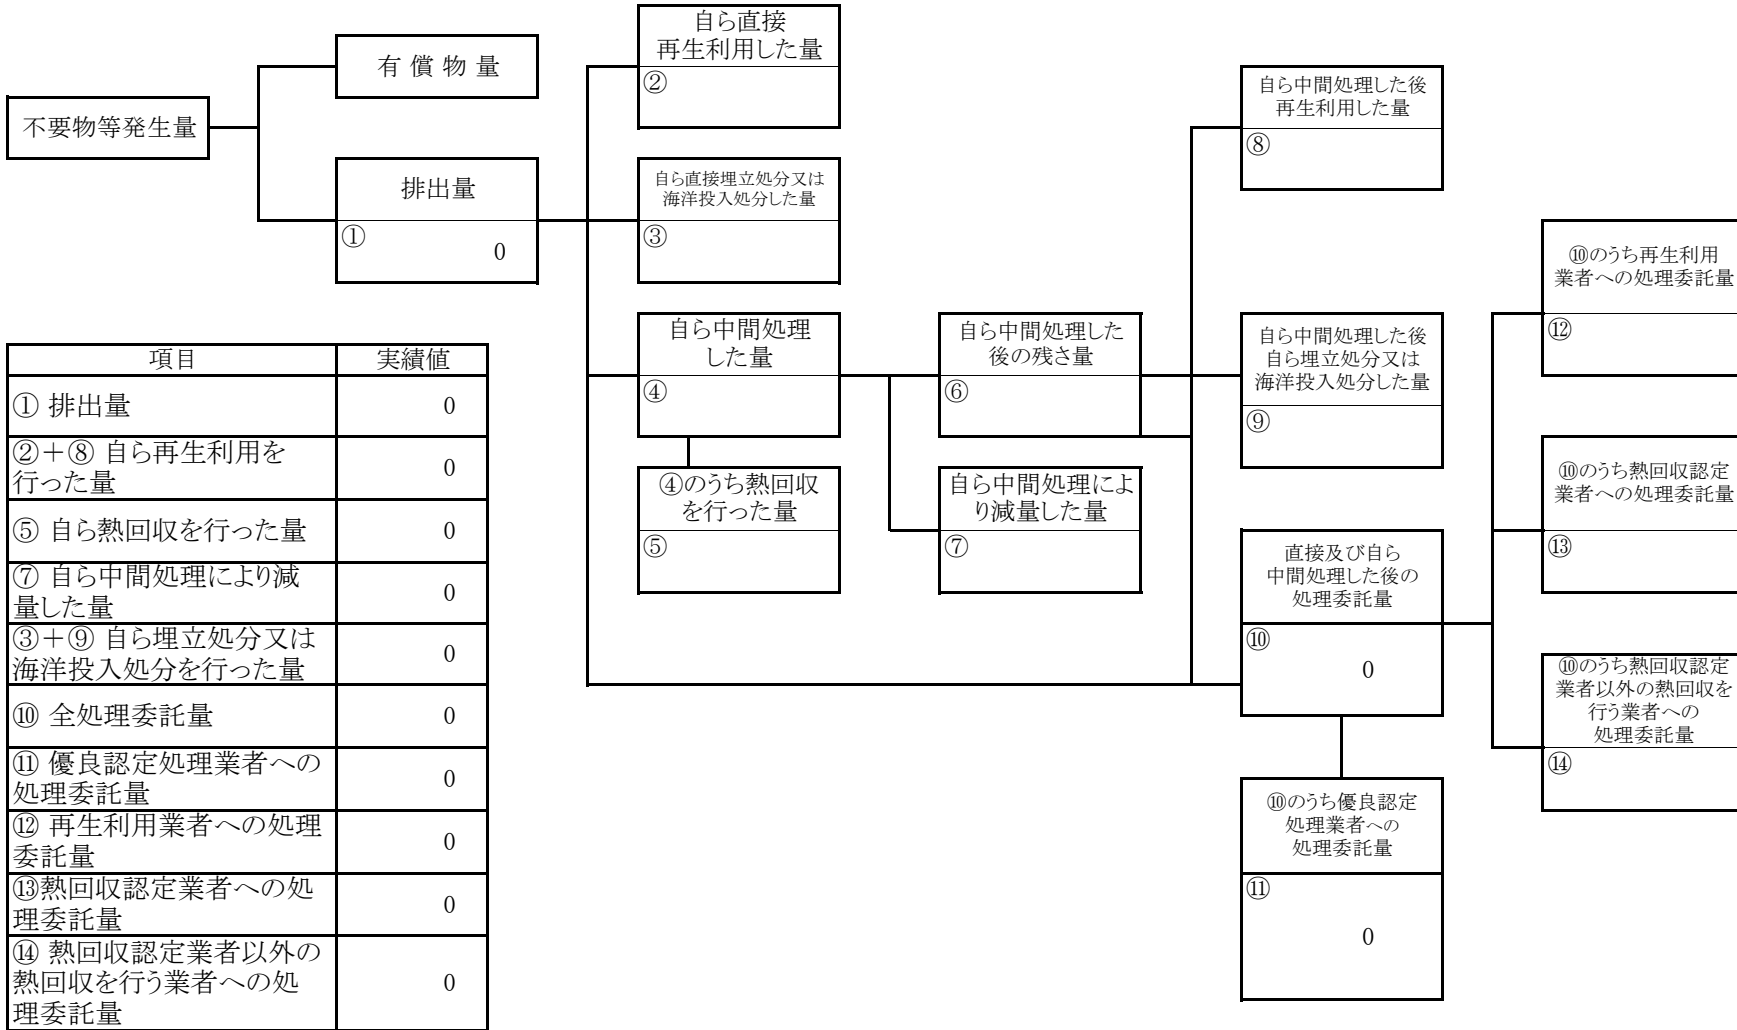 不要物等発生量
有 償 物 量
排出量
①
0
自ら直接
再生利用した量
②
自ら直接埋立処分又は
海洋投入処分した量
③
自ら中間処理
した量
④
④のうち熱回収
を行った量
⑤
自ら中間処理した
後の残さ量
⑥
自ら中間処理によ
り減量した量
⑦
自ら中間処理した後
再生利用した量
⑧
自ら中間処理した後
自ら埋立処分又は
海洋投入処分した量
⑨
直接及び自ら
中間処理した後の
処理委託量
⑩
0
⑩のうち優良認定
処理業者への
処理委託量
⑪
0
⑩のうち再生利用
業者への処理委託量
⑫
⑩のうち熱回収認定
業者への処理委託量
⑬
⑩のうち熱回収認定
業者以外の熱回収を
行う業者への
処理委託量
⑭
項目 実績値
① 排出量 0
②＋⑧ 自ら再生利用を
行った量 0
⑤ 自ら熱回収を行った量 0
⑦ 自ら中間処理により減
量した量 0
③＋⑨ 自ら埋立処分又は
海洋投入処分を行った量 0
⑩ 全処理委託量 0
⑪ 優良認定処理業者への
処理委託量 0
⑫ 再生利用業者への処理
委託量 0
⑬熱回収認定業者への処
理委託量 0
⑭ 熱回収認定業者以外の
熱回収を行う業者への処
理委託量 0